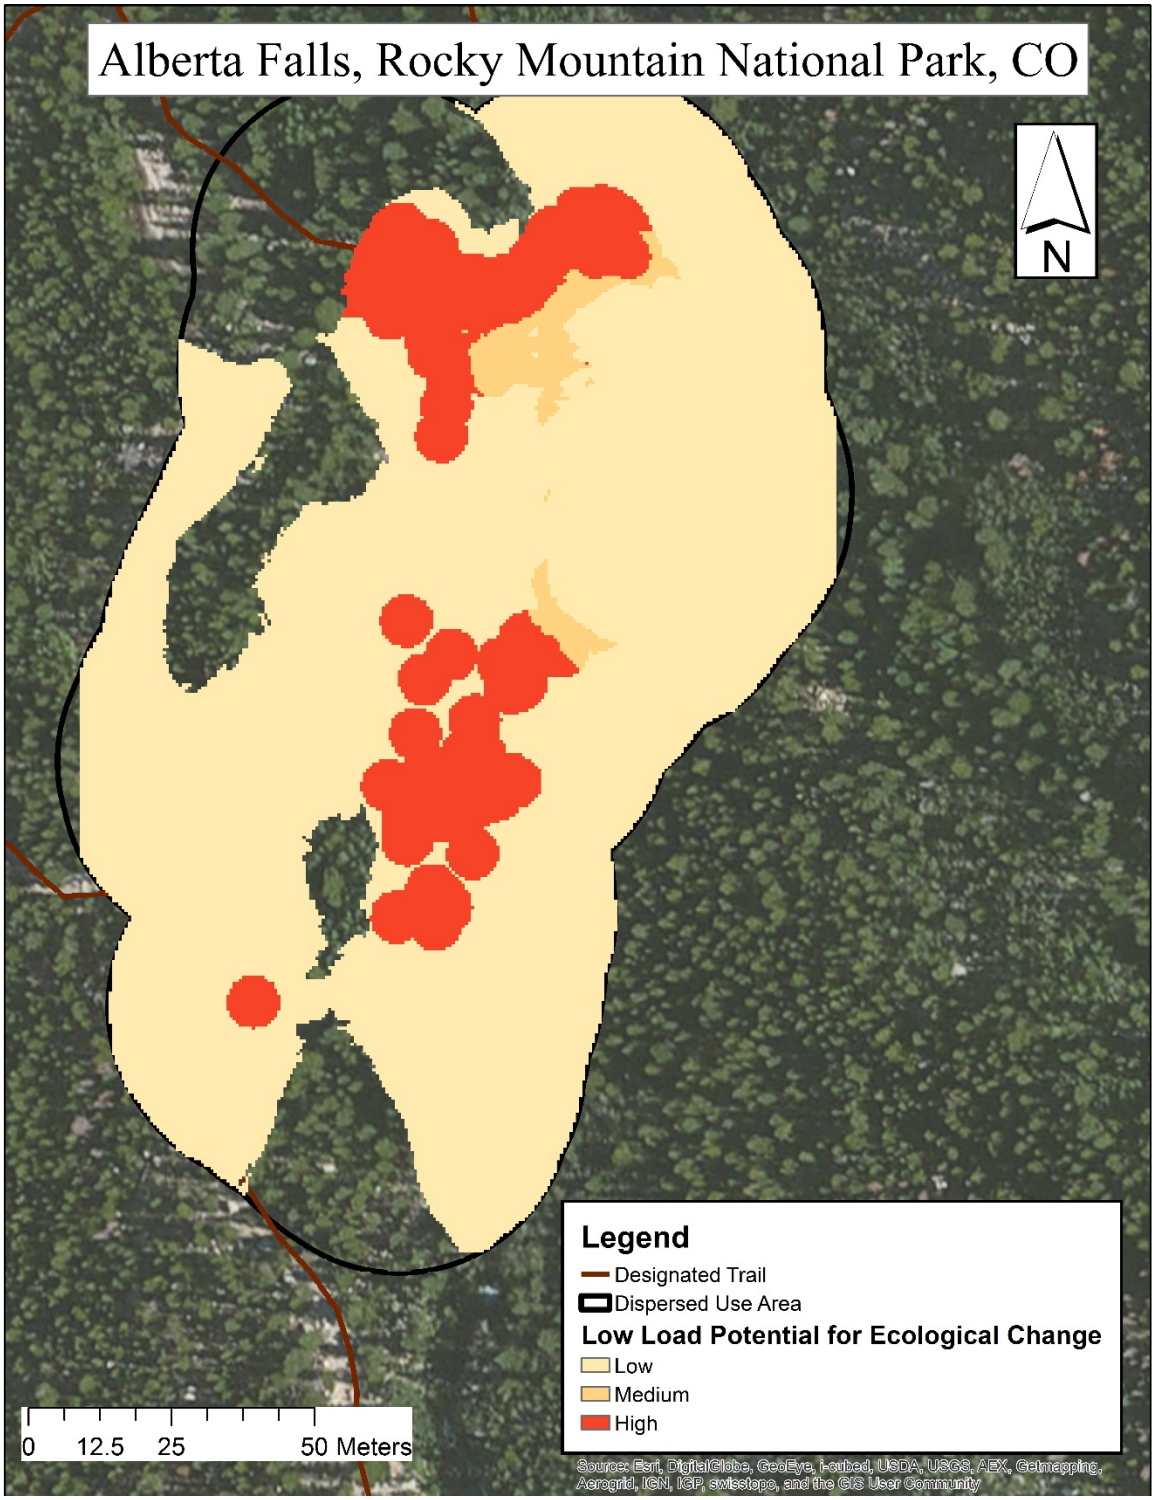 Alberta Falls, Rocky Mountain National Park, CO
N
Legend
Designated Trail
Dispersed Use Area
Low Load Potential for Ecological Change
Low
Medium
High
0 12.5 25 50 Meters
Source: Esri, DigitalGlobe, GeoEye, i-cubed, USDA, USGS, AEX, Getmapping,
Aerogrid, IGN, IGP, swisstopo, and the GIS User Community